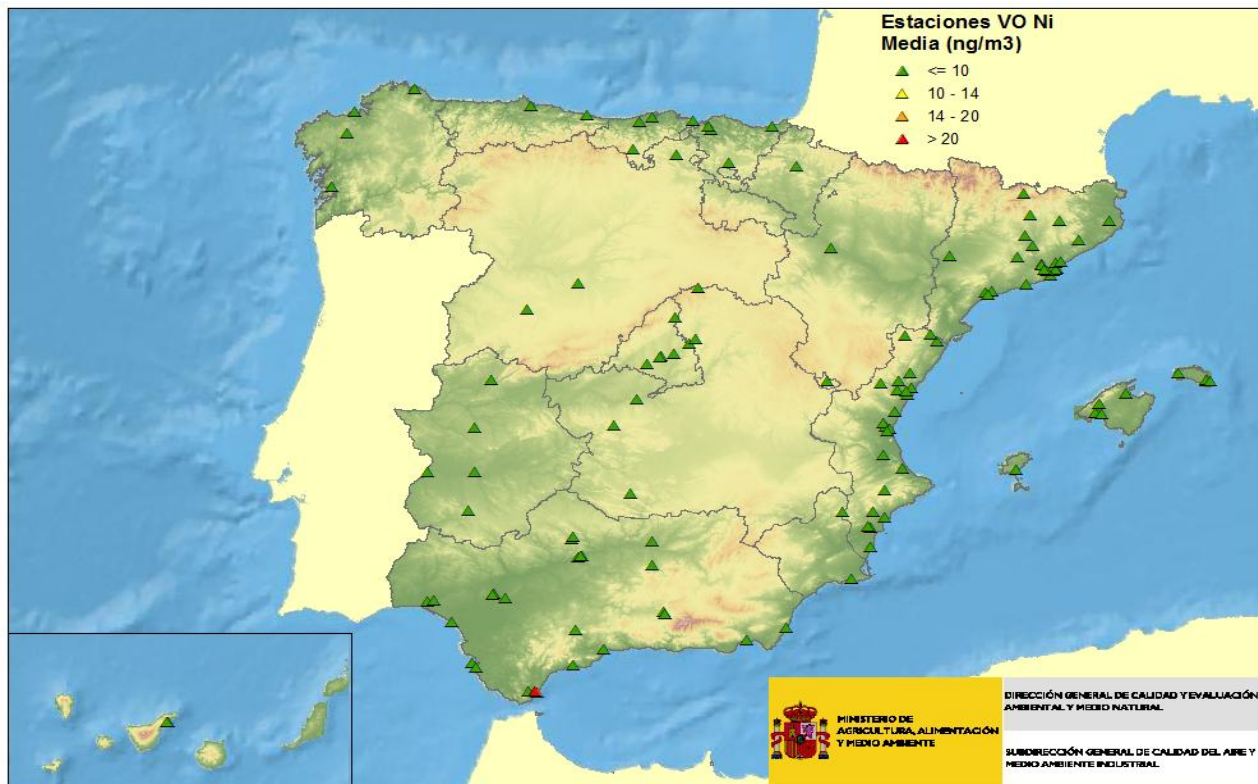 Estaciones VO Ni
Media (ng/m3)
<= 10
10 - 14
14 - 20
> 20
MINISTERIO DE
AGRICULTURA, ALIMENTACIÓN
Y MEDIO AMBIENTE
DIRECCIÓN GENERAL DE CALIDAD Y EVALUACIÓN
AMBIENTAL Y MEDIO NATURAL
SUBDIRECCIÓN GENERAL DE CALIDAD DEL AIRE Y
MEDIO AMBIENTE INDUSTRIAL